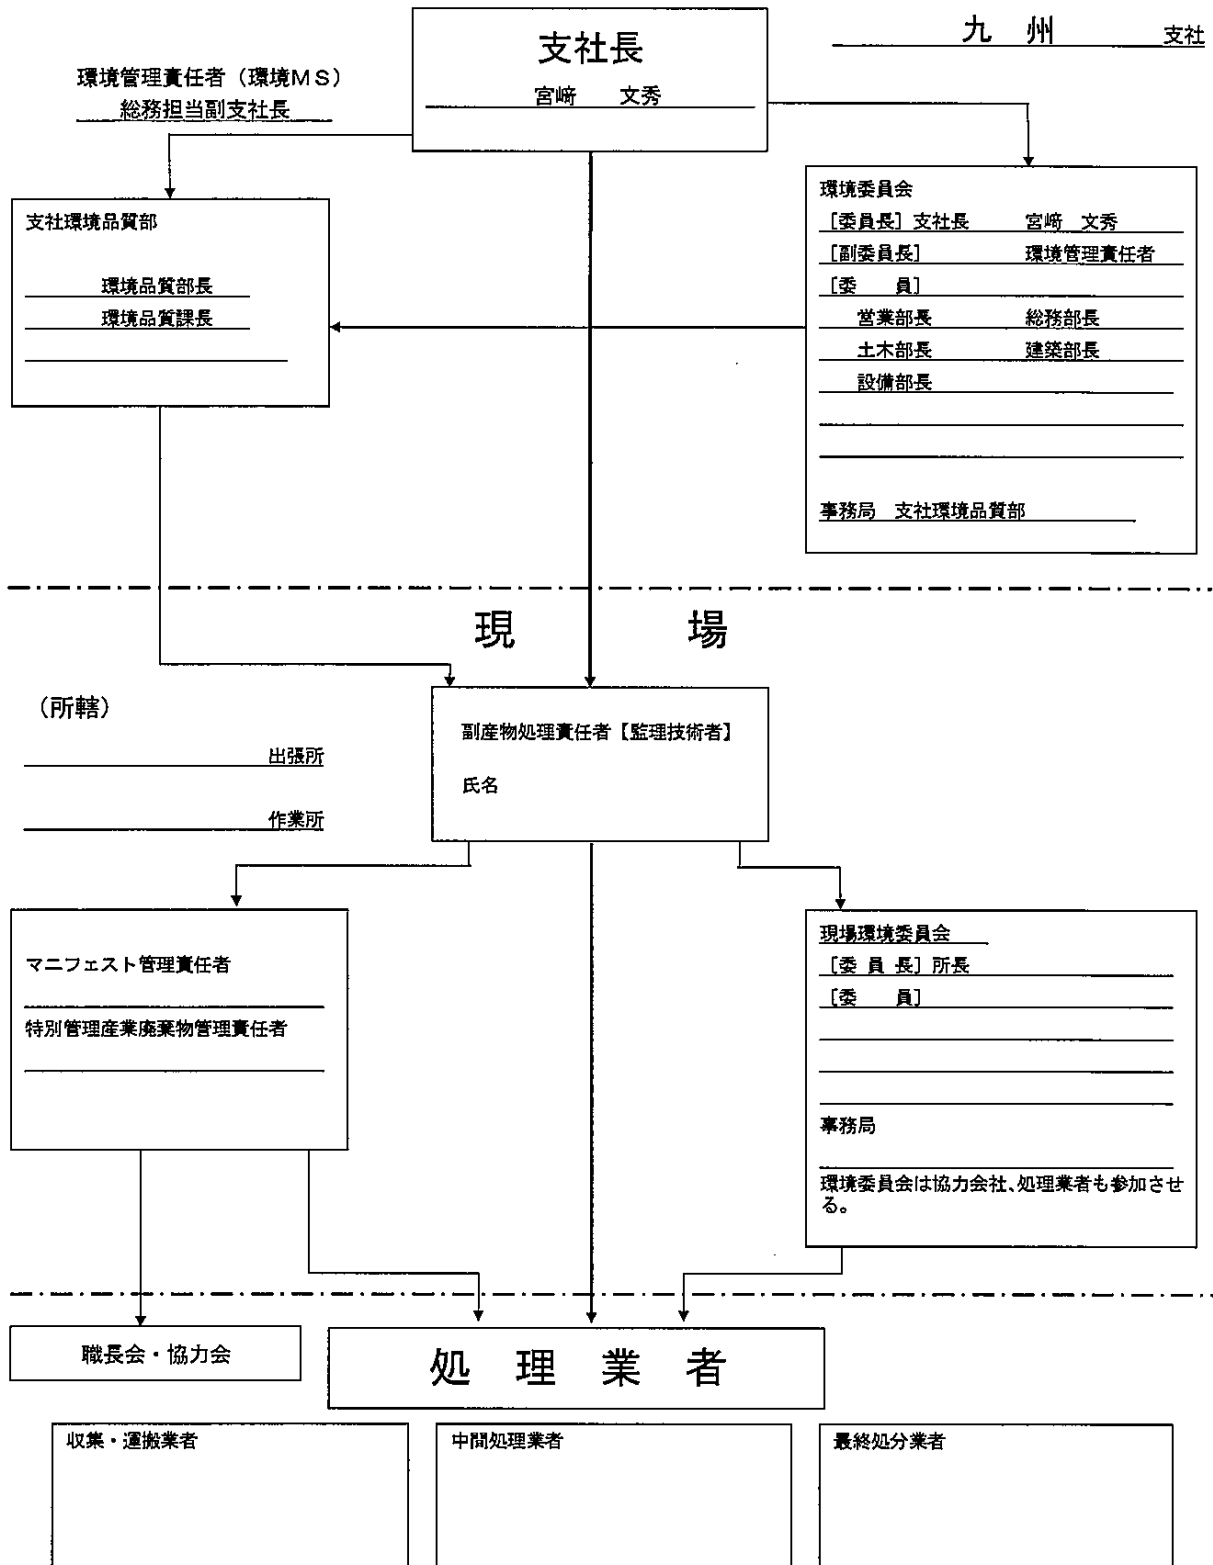 九 州 支社
支社長
宮﨑 文秀
環境管理責任者（環境ＭＳ）
総務担当副支社長
支社環境品質部
環境品質部長
環境品質課長
環境委員会
［委員長］支社長 宮﨑 文秀
［副委員長］ 環境管理責任者
［委 員］
営業部長 総務部長
土木部長 建築部長
設備部長
事務局 支社環境品質部
現 場
（所轄）
出張所
作業所
副産物処理責任者【監理技術者】
氏名
マニフェスト管理責任者
特別管理産業廃棄物管理責任者
現場環境委員会
［委 員 長］所長
［委 員］
事務局
環境委員会は協力会社、処理業者も参加させ
る。
職長会・協力会
処 理 業 者
収集・運搬業者
中間処理業者
最終処分業者